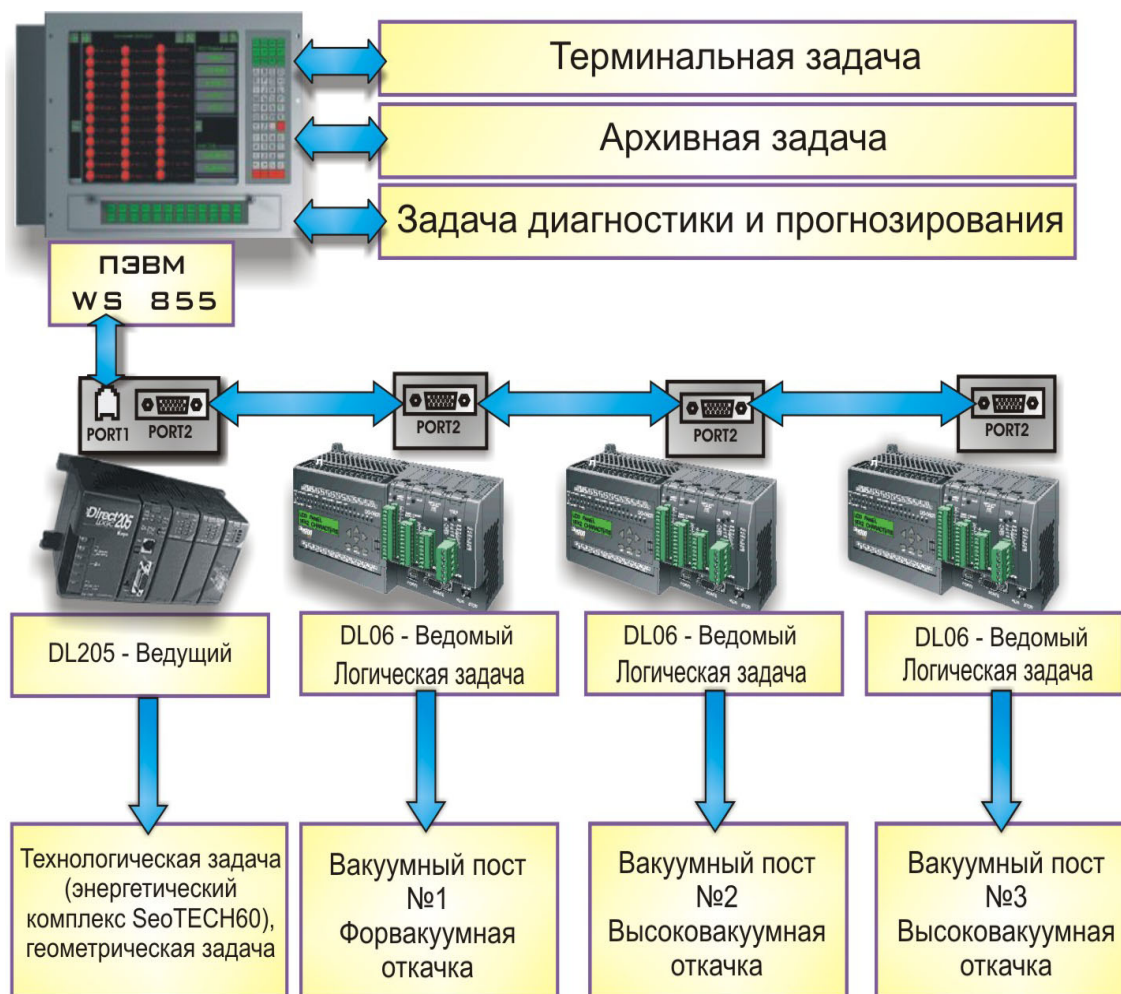 Терминальная задача
Архивная задача
Задача диагностики и прогнозирования
ПЭВМ
WS 855
PORT1
PORT2
PORT2
PORT2
PORT2
Direct
205
DL205 - Ведущий
DL06 - Ведомый
Логическая задача
DL06 - Ведомый
Логическая задача
DL06 - Ведомый
Логическая задача
Технологическая задача
(энергетический
комплекс SeoTECH60),
геометрическая задача
Вакуумный пост
№1
Форвакуумная
откачка
Вакуумный пост
№2
Высоковакуумная
откачка
Вакуумный пост
№3
Высоковакуумная
откачка